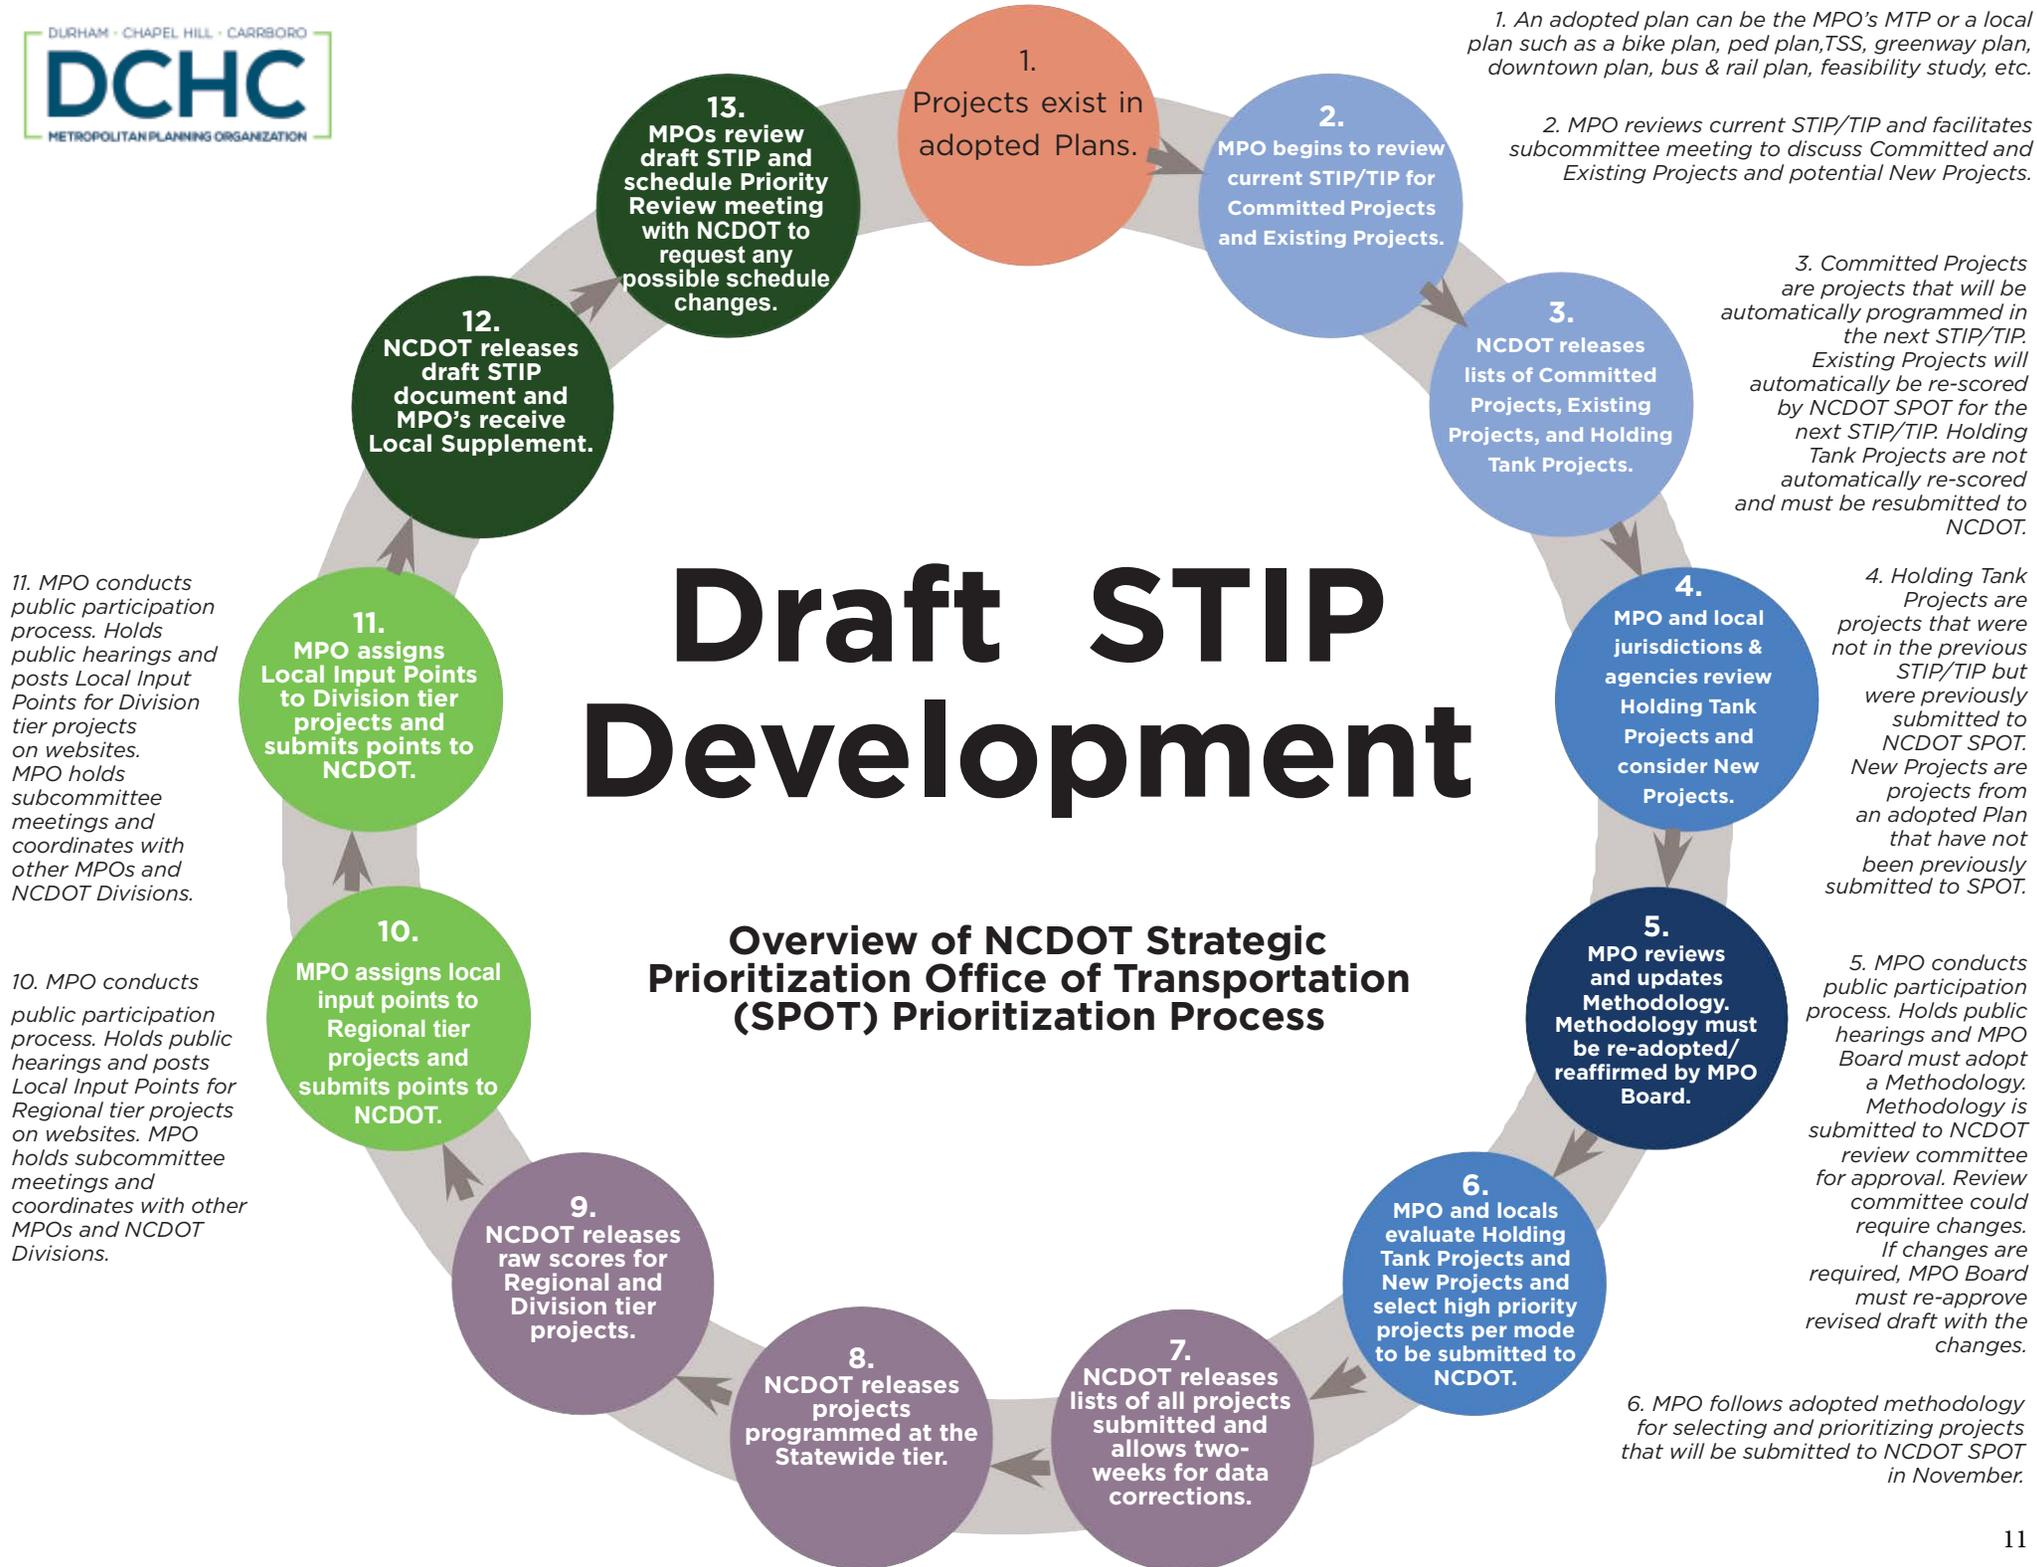 DURHAM · CHAPEL HILL · CARRBORO
DCHC
METROPOLITAN PLANNING ORGANIZATION
Draft STIP
Development
Overview of NCDOT Strategic
Prioritization Office of Transportation
(SPOT) Prioritization Process
1.
Projects exist in
adopted Plans.
2.
MPO begins to review
current STIP/TIP for
Committed Projects
and Existing Projects.
3.
NCDOT releases
lists of Committed
Projects, Existing
Projects, and Holding
Tank Projects.
4.
MPO and local
jurisdictions &
agencies review
Holding Tank
Projects and
consider New
Projects.
5.
MPO reviews
and updates
Methodology.
Methodology must
be re-adopted/
reaffirmed by MPO
Board.
6.
MPO and locals
evaluate Holding
Tank Projects and
New Projects and
select high priority
projects per mode
to be submitted to
NCDOT.
7.
NCDOT releases
lists of all projects
submitted and
allows two-
weeks for data
corrections.
8.
NCDOT releases
projects
programmed at the
Statewide tier.
9.
NCDOT releases
raw scores for
Regional and
Division tier
projects.
10.
MPO assigns local
input points to
Regional tier
projects and
submits points to
NCDOT.
11.
MPO assigns
Local Input Points
to Division tier
projects and
submits points to
NCDOT.
12.
NCDOT releases
draft STIP
document and
MPO’s receive
Local Supplement.
13.
MPOs review
draft STIP and
schedule Priority
Review meeting
with NCDOT to
request any
possible schedule
changes.
1. An adopted plan can be the MPO’s MTP or a local
plan such as a bike plan, ped plan,TSS, greenway plan,
downtown plan, bus & rail plan, feasibility study, etc.
2. MPO reviews current STIP/TIP and facilitates
subcommittee meeting to discuss Committed and
Existing Projects and potential New Projects.
3. Committed Projects
are projects that will be
automatically programmed in
the next STIP/TIP.
Existing Projects will
automatically be re-scored
by NCDOT SPOT for the
next STIP/TIP. Holding
Tank Projects are not
automatically re-scored
and must be resubmitted to
NCDOT.
4. Holding Tank
Projects are
projects that were
not in the previous
STIP/TIP but
were previously
submitted to
NCDOT SPOT.
New Projects are
projects from
an adopted Plan
that have not
been previously
submitted to SPOT.
5. MPO conducts
public participation
process. Holds public
hearings and MPO
Board must adopt
a Methodology.
Methodology is
submitted to NCDOT
review committee
for approval. Review
committee could
require changes.
If changes are
required, MPO Board
must re-approve
revised draft with the
changes.
6. MPO follows adopted methodology
for selecting and prioritizing projects
that will be submitted to NCDOT SPOT
in November.
10. MPO conducts
public participation
process. Holds public
hearings and posts
Local Input Points for
Regional tier projects
on websites. MPO
holds subcommittee
meetings and
coordinates with other
MPOs and NCDOT
Divisions.
11. MPO conducts
public participation
process. Holds
public hearings and
posts Local Input
Points for Division
tier projects
on websites.
MPO holds
subcommittee
meetings and
coordinates with
other MPOs and
NCDOT Divisions.
11